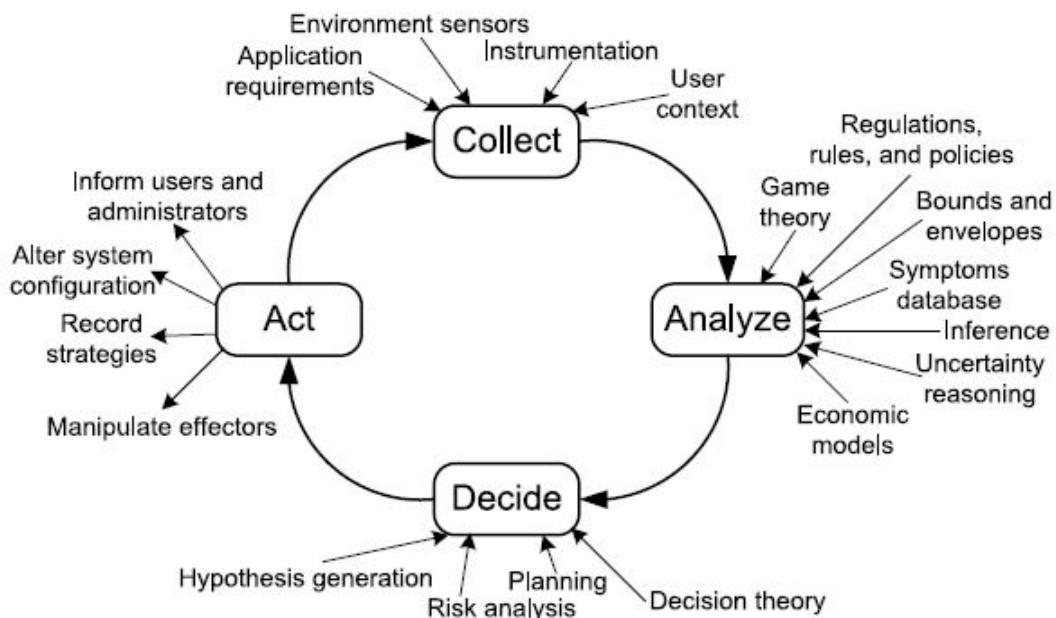 Environment sensors
Application
requirements
Instrumentation
User
context
Collect
Regulations,
rules, and policies
Game
theory
Bounds and
envelopes
Symptoms
database
Inference
Uncertainty
reasoning
Economic
models
Analyze
Decide
Hypothesis generation
Risk analysis
Planning
Decision theory
Act
Inform users and
administrators
Alter system
configuration
Record
strategies
Manipulate effectors